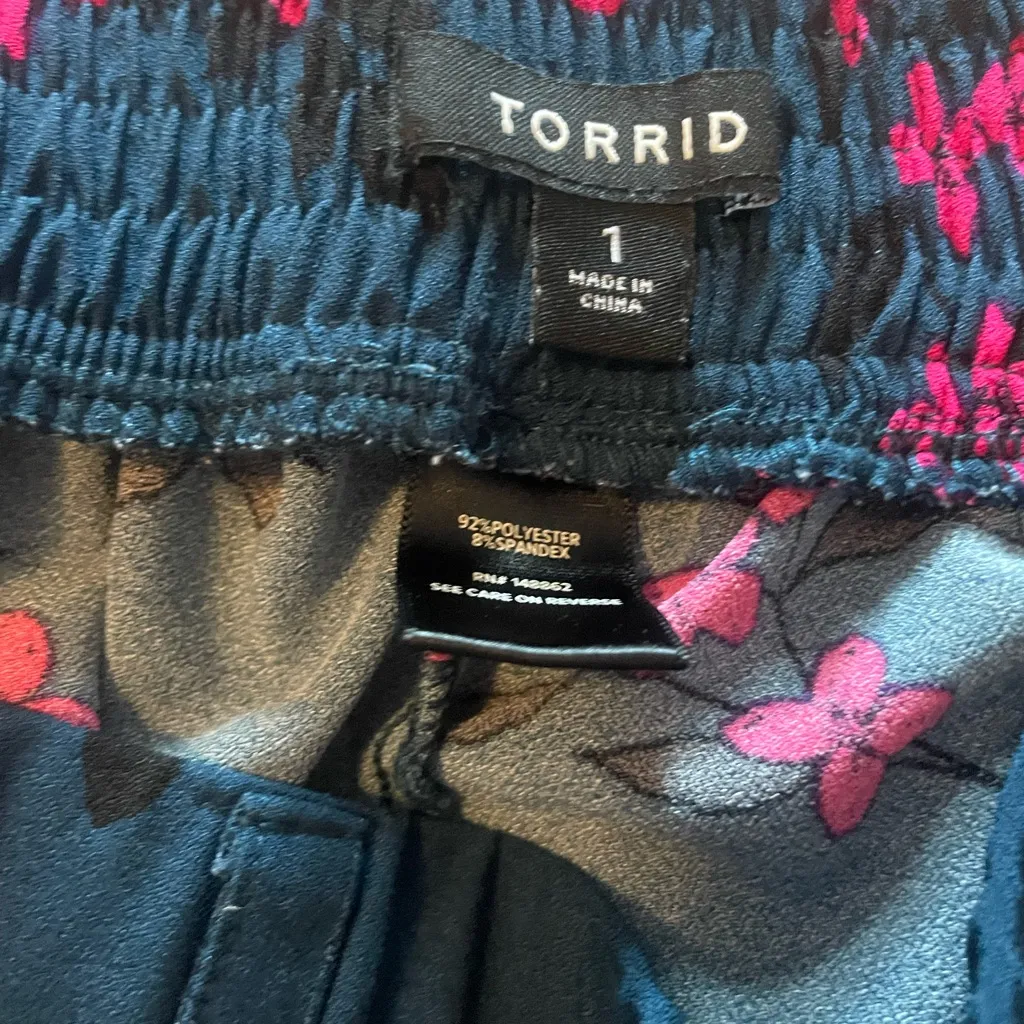 TORRID
1
MADE IN
CHINA
92%POLYESTER
8%SPANDEX
RN# 148862
SEE CARE ON REVERSE